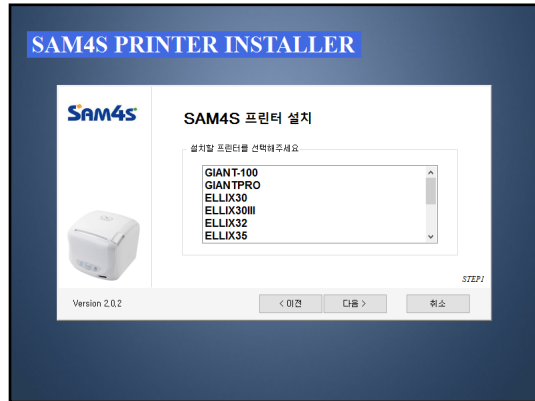 SAM4S PRINTER INSTALLER
SAM4S
SAM4S 프린터 설치
설치할 프린터를 선택해주세요
GIANT-100
GIANTPRO
ELLIX30
ELLIX30III
ELLIX32
ELLIX35
STEP1
Version 2.0.2
< 이전
다음 >
취소